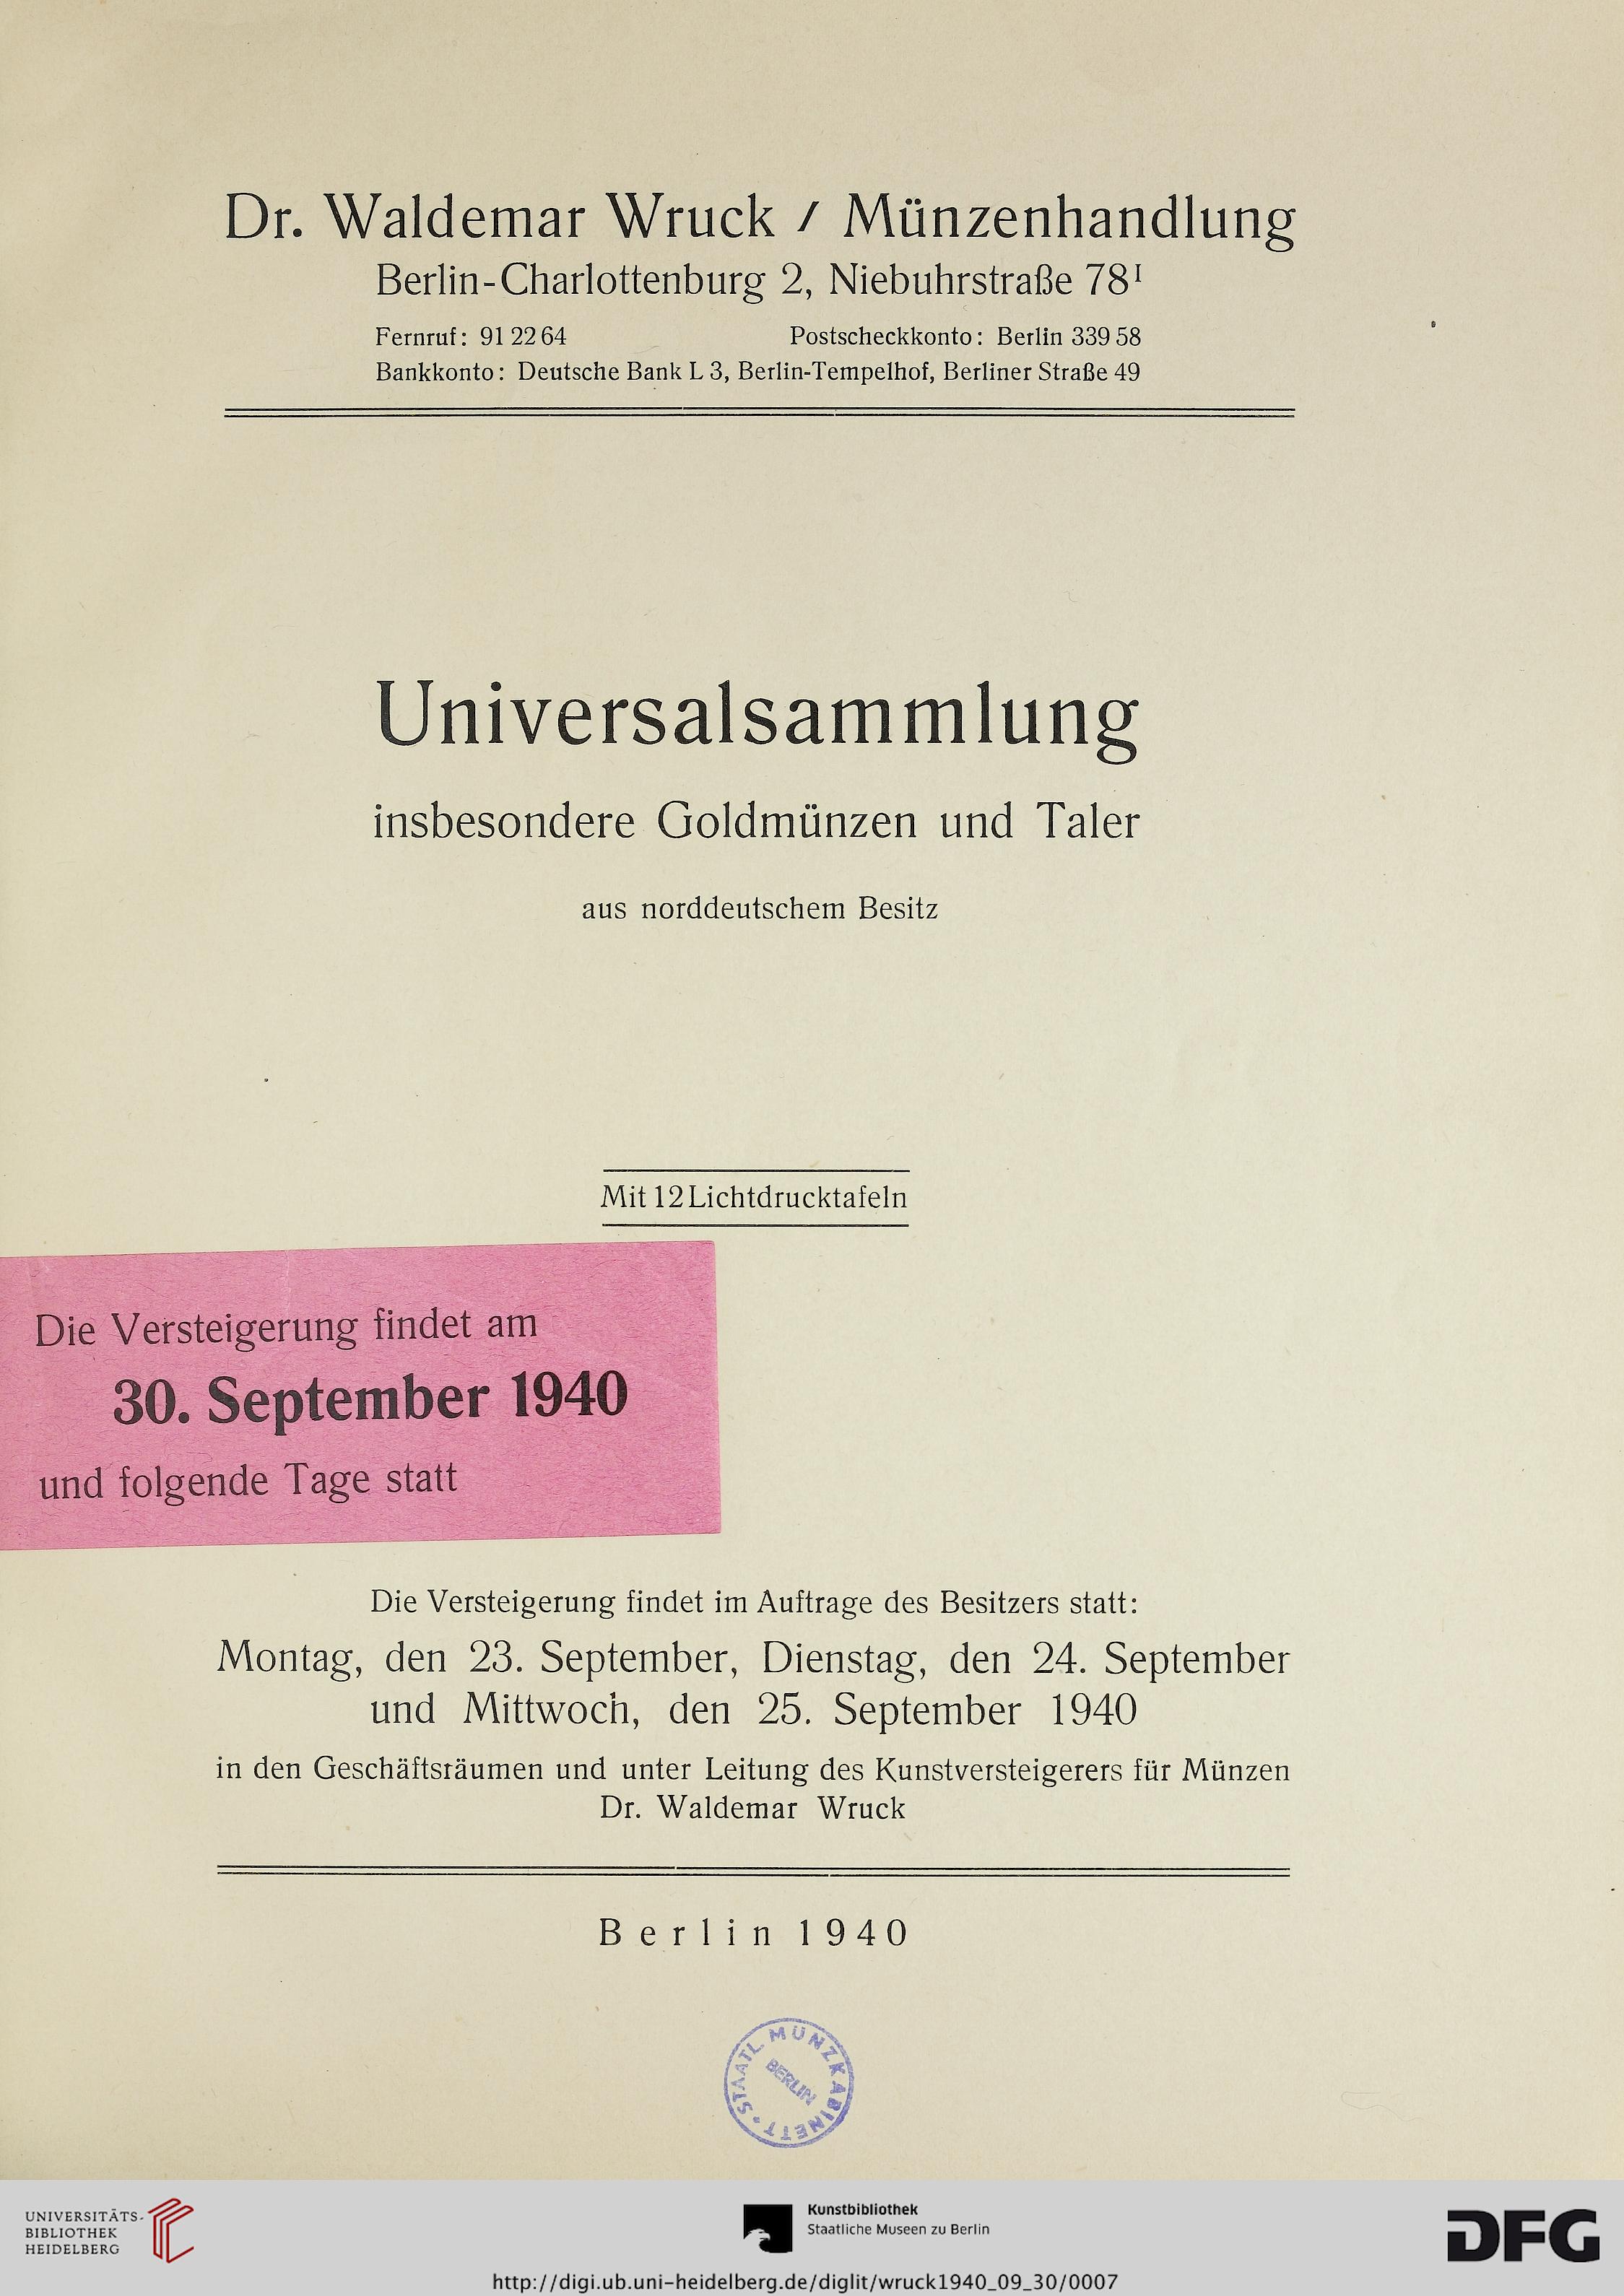 Dr. Waldemar Wruck / Münzenhandlung
Berlin-Charlottenburg 2, Niebuhrstraße 78ᴵ
Fernruf: 91 22 64 Postscheckkonto: Berlin 339 58
Bankkonto: Deutsche Bank L 3, Berlin-Tempelhof, Berliner Straße 49
Universalsammlung
insbesondere Goldmünzen und Taler
aus norddeutschem Besitz
Mit 12 Lichtdrucktafeln
Die Versteigerung findet am
30. September 1940
und folgende Tage statt
Die Versteigerung findet im Auftrage des Besitzers statt:
Montag, den 23. September, Dienstag, den 24. September
und Mittwoch, den 25. September 1940
in den Geschäftsräumen und unter Leitung des Kunstversteigerers für Münzen
Dr. Waldemar Wruck
Berlin 1940
STAATL. MÜNZKABINETT
BERLIN
UNIVERSITÄTS-
BIBLIOTHEK
HEIDELBERG
Kunstbibliothek
Staatliche Museen zu Berlin
DFG
http://digi.ub.uni-heidelberg.de/diglit/wruck1940_09_30/0007